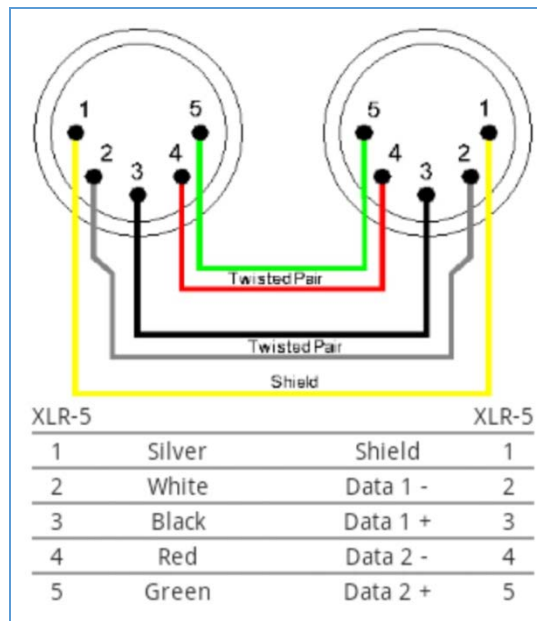 1 5 5 1
2 4 4 2
3 3
Twisted Pair
Twisted Pair
Shield
XLR-5 XLR-5
1 Silver Shield 1
2 White Data 1 - 2
3 Black Data 1 + 3
4 Red Data 2 - 4
5 Green Data 2 + 5